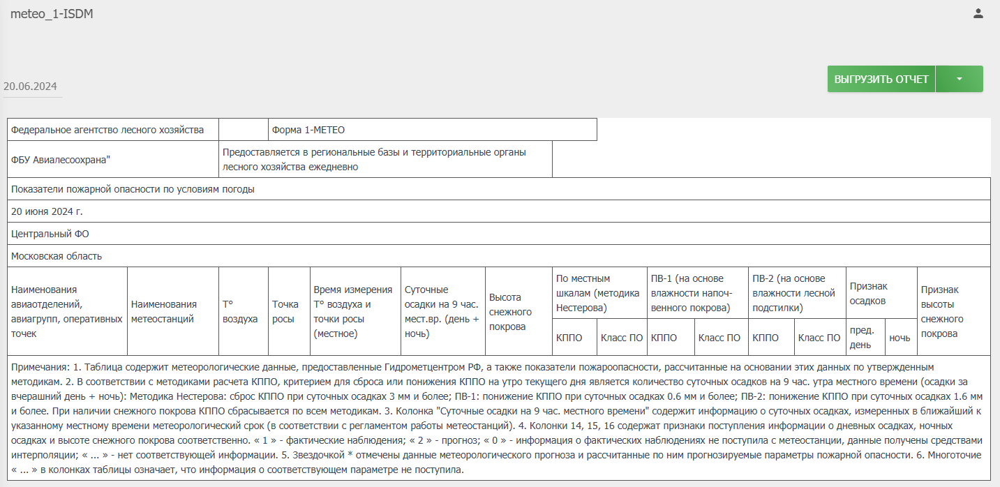 meteo_1-ISDM
20.06.2024
ВЫГРУЗИТЬ ОТЧЕТ
Федеральное агентство лесного хозяйства
Форма 1-МЕТЕО
ФБУ Авиалесоохрана"
Предоставляется в региональные базы и территориальные органы
лесного хозяйства ежедневно
Показатели пожарной опасности по условиям погоды
20 июня 2024 г.
Центральный ФО
Московская область
Наименования
авиаотделений,
авиагрупп, оперативных
точек
Наименования
метеостанций
T°
воздуха
Точка
росы
Время измерения
T° воздуха и
точки росы
(местное)
Суточные
осадки на 9 час.
мест.вр. (день +
ночь)
Высота
снежного
покрова
По местным
шкалам (методика
Нестерова)
ПВ-1 (на основе
влажности напоч-
венного покрова)
ПВ-2 (на основе
влажности лесной
подстилки)
Признак
осадков
Признак
высоты
снежного
покрова
КППО
Класс ПО
КППО
Класс ПО
КППО
Класс ПО
пред.
день
ночь
Примечания: 1. Таблица содержит метеорологические данные, предоставленные Гидрометцентром РФ, а также показатели пожароопасности, рассчитанные на основании этих данных по утвержденным
методикам. 2. В соответствии с методиками расчета КППО, критерием для сброса или понижения КППО на утро текущего дня является количество суточных осадков на 9 час. утра местного времени (осадки за
вчерашний день + ночь): Методика Нестерова: сброс КППО при суточных осадках 3 мм и более; ПВ-1: понижение КППО при суточных осадках 0.6 мм и более; ПВ-2: понижение КППО при суточных осадках 1.6 мм
и более. При наличии снежного покрова КППО сбрасывается по всем методикам. 3. Колонка "Суточные осадки на 9 час. местного времени" содержит информацию о суточных осадках, измеренных в ближайший к
указанному местному времени метеорологический срок (в соответствии с регламентом работы метеостанций). 4. Колонки 14, 15, 16 содержат признаки поступления информации о дневных осадках, ночных
осадках и высоте снежного покрова соответственно. « 1 » - фактические наблюдения; « 2 » - прогноз; « 0 » - информация о фактических наблюдениях не поступила с метеостанции, данные получены средствами
интерполяции; « ... » - нет соответствующей информации. 5. Звездочкой * отмечены данные метеорологического прогноза и рассчитанные по ним прогнозируемые параметры пожарной опасности. 6. Многоточие
« ... » в колонках таблицы означает, что информация о соответствующем параметре не поступила.